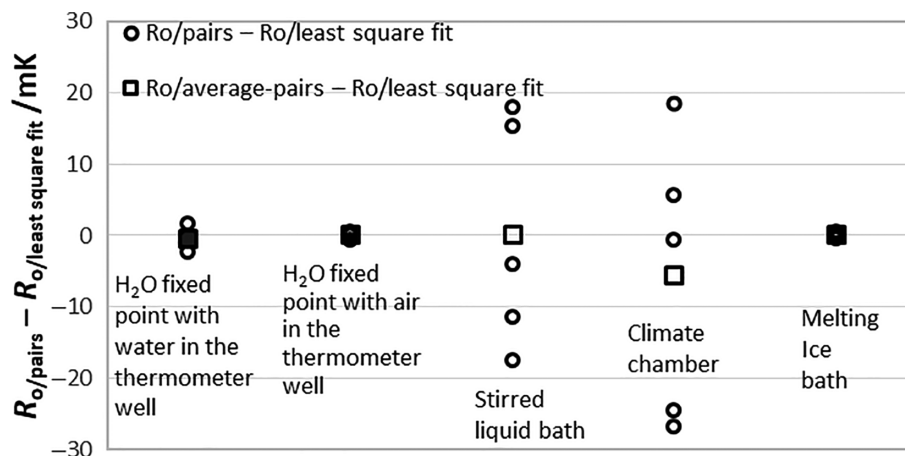 30
20
10
0
−10
−20
−30
Ro/pairs − Ro/least square fit /mK
Ro/pairs – Ro/least square fit
Ro/average-pairs – Ro/least square fit
H2O fixed
point with
water in the
thermometer
well
H2O fixed
point with air
in the
thermometer
well
Stirred
liquid bath
Climate
chamber
Melting
Ice
bath